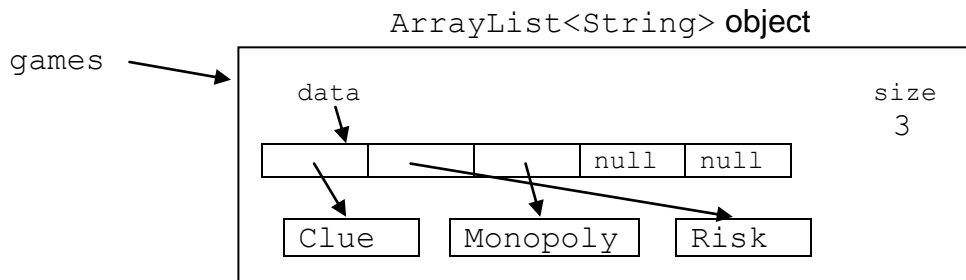 ArrayList<String> object
games
data size
3
null null
Clue Monopoly Risk